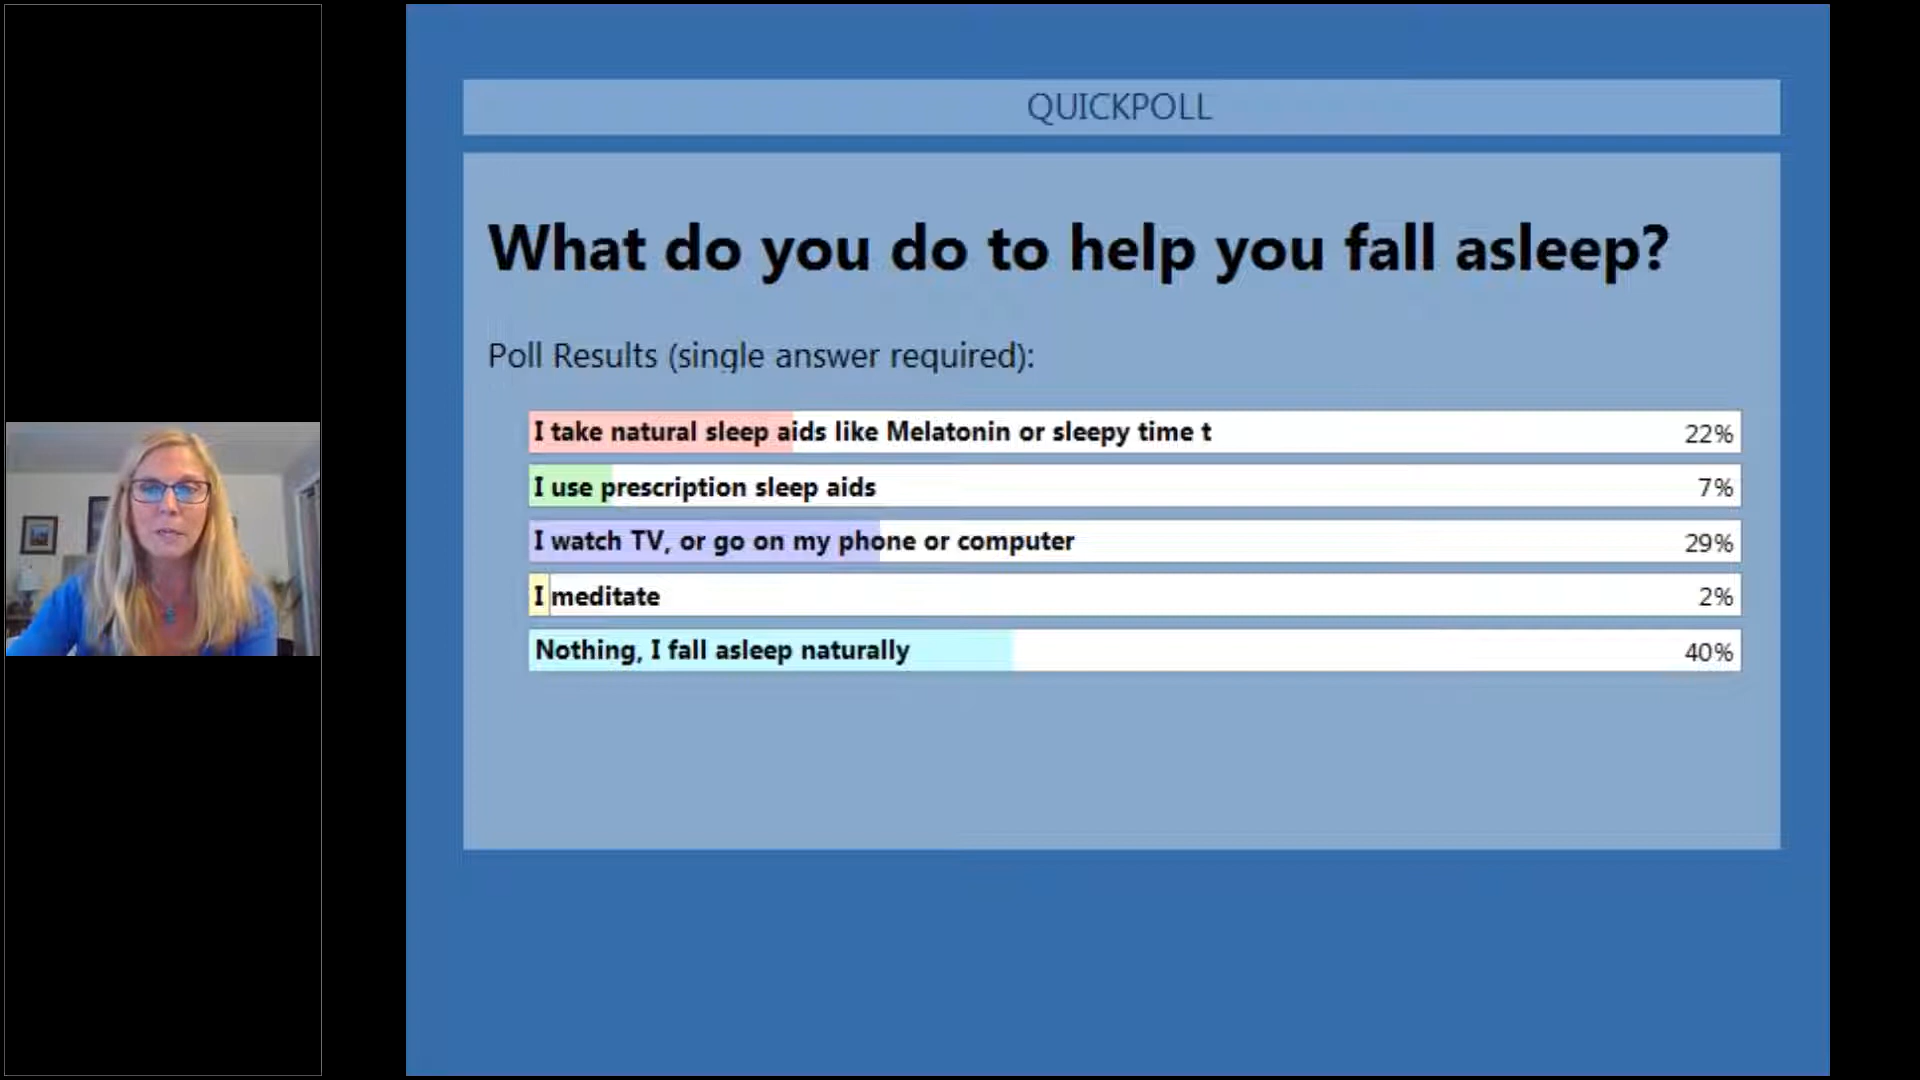 QUICKPOLL
What do you do to help you fall asleep?
Poll Results (single answer required):
I take natural sleep aids like Melatonin or sleepy time t 22%
I use prescription sleep aids 7%
I watch TV, or go on my phone or computer 29%
I meditate 2%
Nothing, I fall asleep naturally 40%